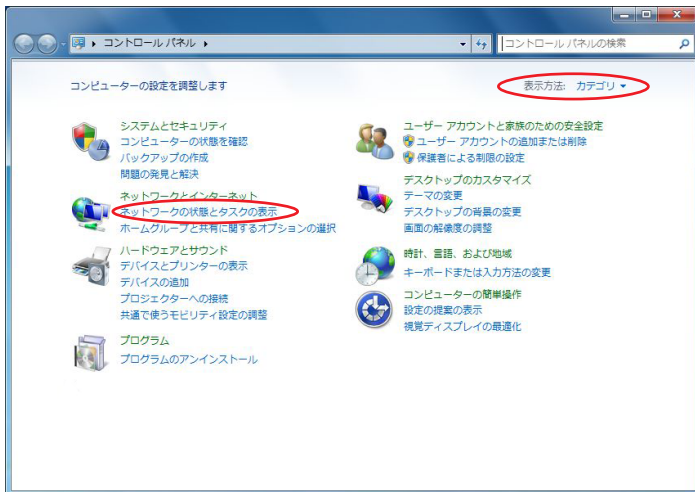 コントロール パネル
コントロール パネルの検索
コンピューターの設定を調整します
表示方法: カテゴリ
システムとセキュリティ
コンピューターの状態を確認
バックアップの作成
問題の発見と解決
ネットワークとインターネット
ネットワークの状態とタスクの表示
ホームグループと共有に関するオプションの選択
ハードウェアとサウンド
デバイスとプリンターの表示
デバイスの追加
プロジェクターへの接続
共通で使うモビリティ設定の調整
プログラム
プログラムのアンインストール
ユーザー アカウントと家族のための安全設定
ユーザー アカウントの追加または削除
保護者による制限の設定
デスクトップのカスタマイズ
テーマの変更
デスクトップの背景の変更
画面の解像度の調整
時計、言語、および地域
キーボードまたは入力方法の変更
コンピューターの簡単操作
設定の提案の表示
視覚ディスプレイの最適化